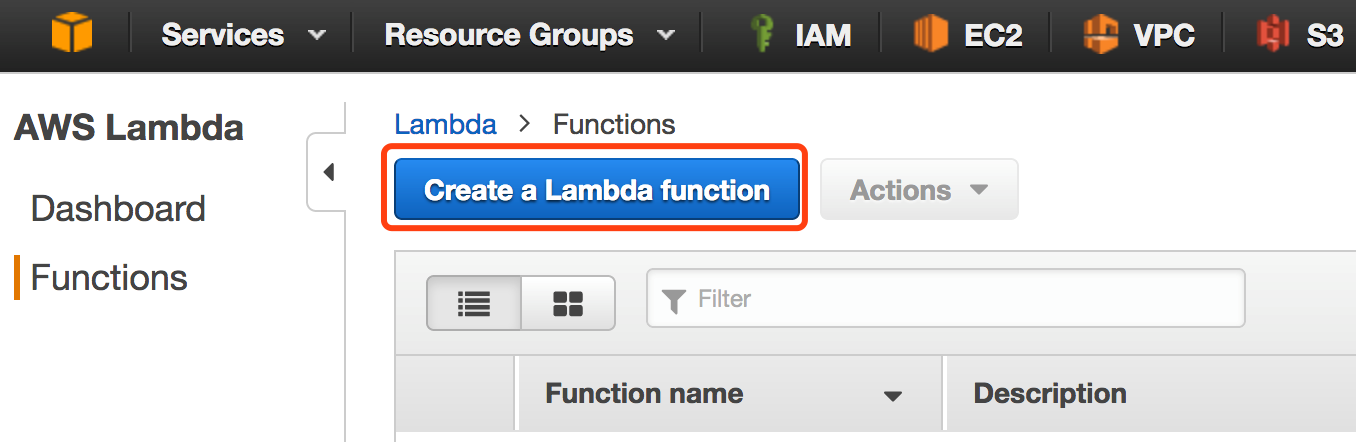 Services Resource Groups IAM EC2 VPC S3
AWS Lambda
Dashboard
Functions
Lambda > Functions
Create a Lambda function Actions
Filter
Function name Description